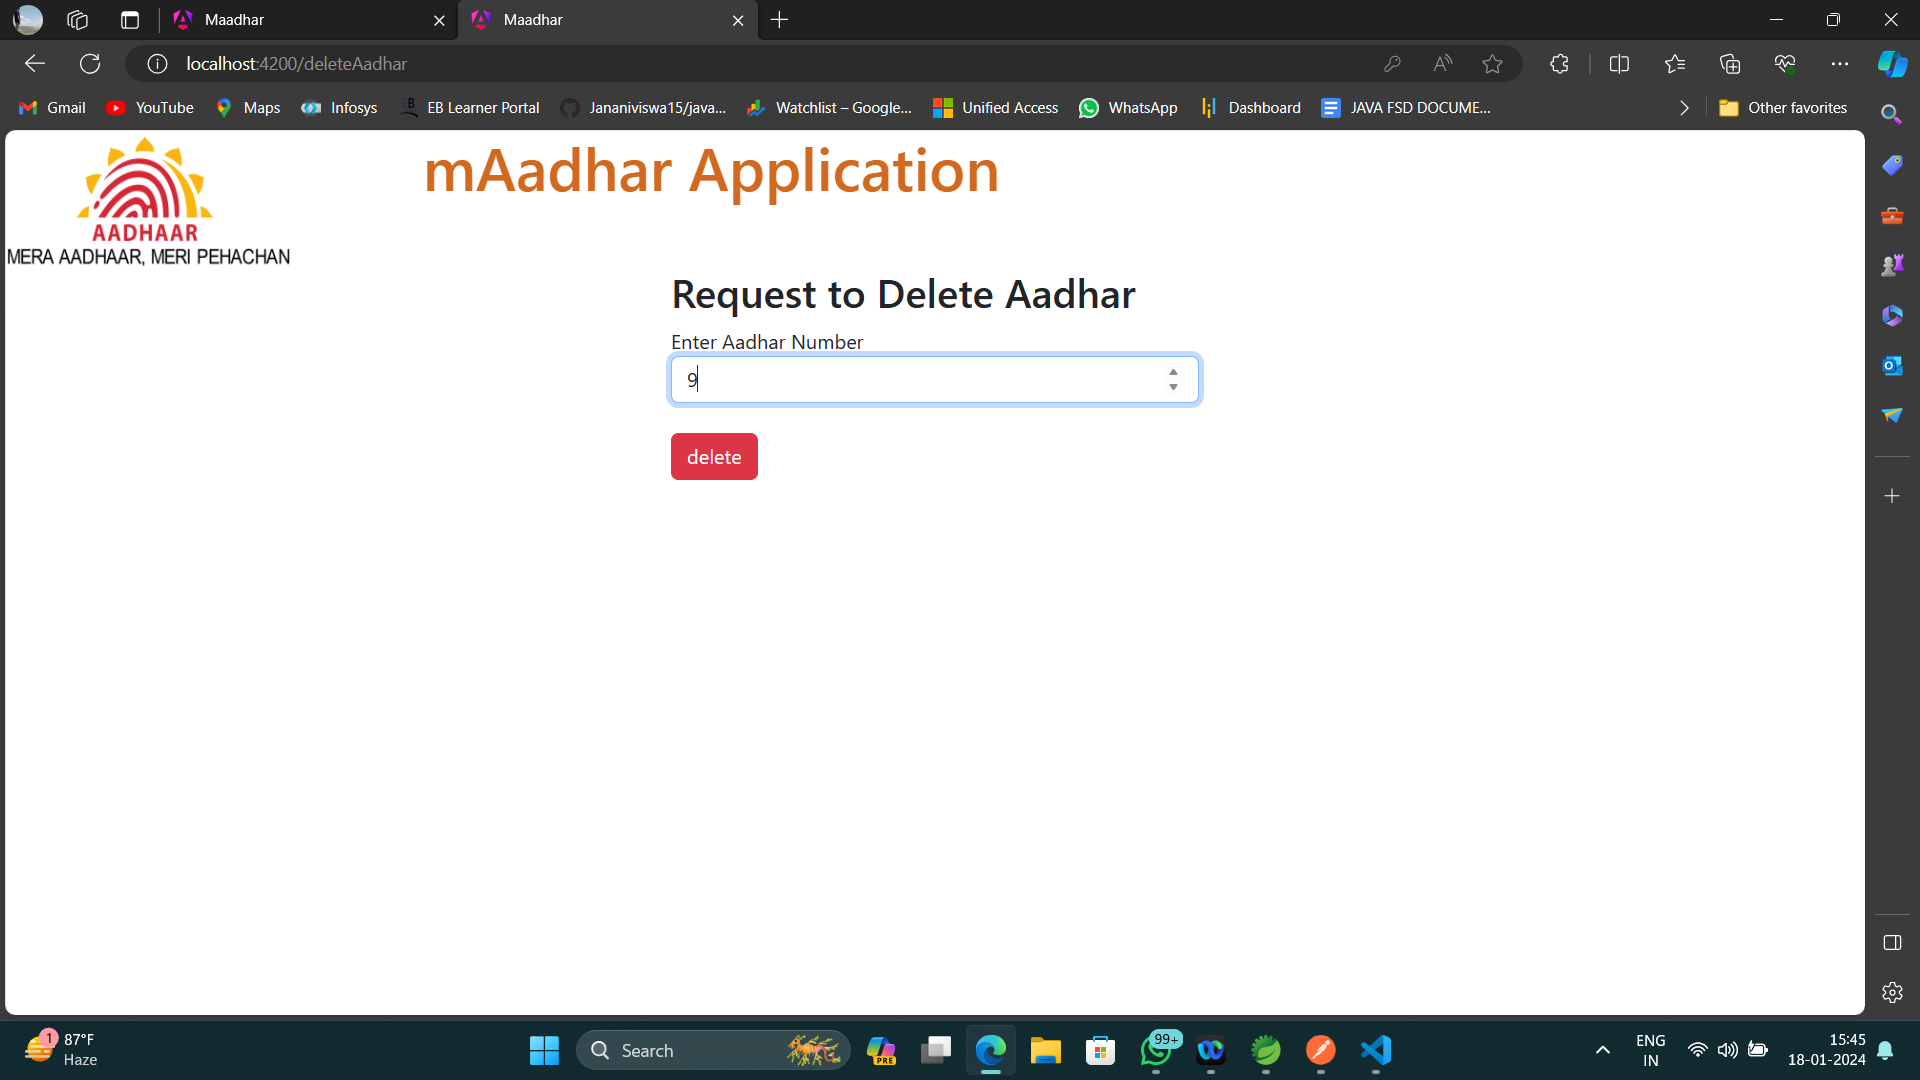 Maadhar
Maadhar
localhost:4200/deleteAadhar
Gmail
YouTube
Maps
Infosys
EB Learner Portal
Jananiviswa15/java...
Watchlist – Google...
Unified Access
WhatsApp
Dashboard
JAVA FSD DOCUME...
Other favorites
mAadhar Application
AADHAAR
MERA AADHAAR, MERI PEHACHAN
Request to Delete Aadhar
Enter Aadhar Number
9
delete
1
87°F
Haze
Search
PRE
99+
ENG
IN
15:45
18-01-2024